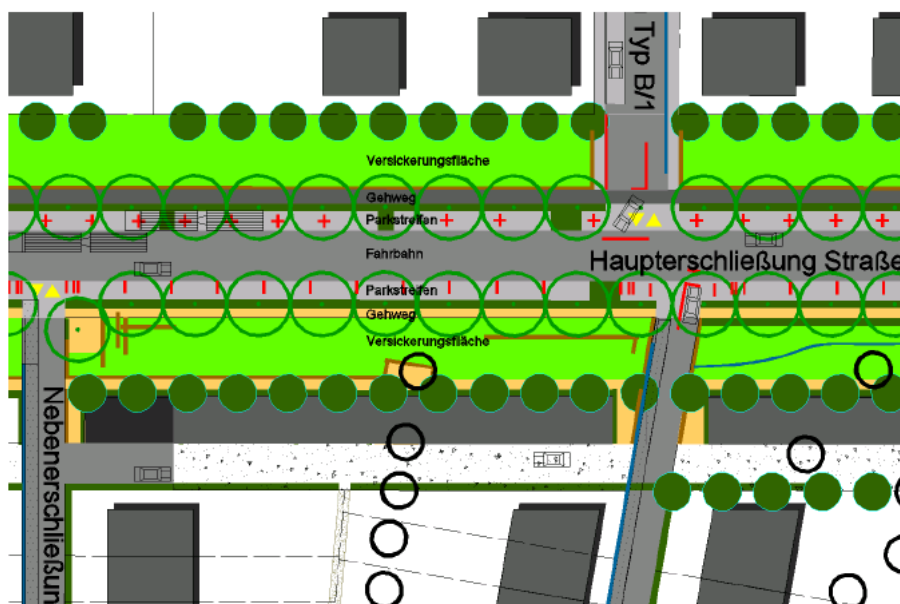 Typ B/1
Versickerungsfläche
Gehweg
Parkstreifen
Fahrbahn
Haupterschließung Straße
Parkstreifen
Gehweg
Versickerungsfläche
Nebenerschließun